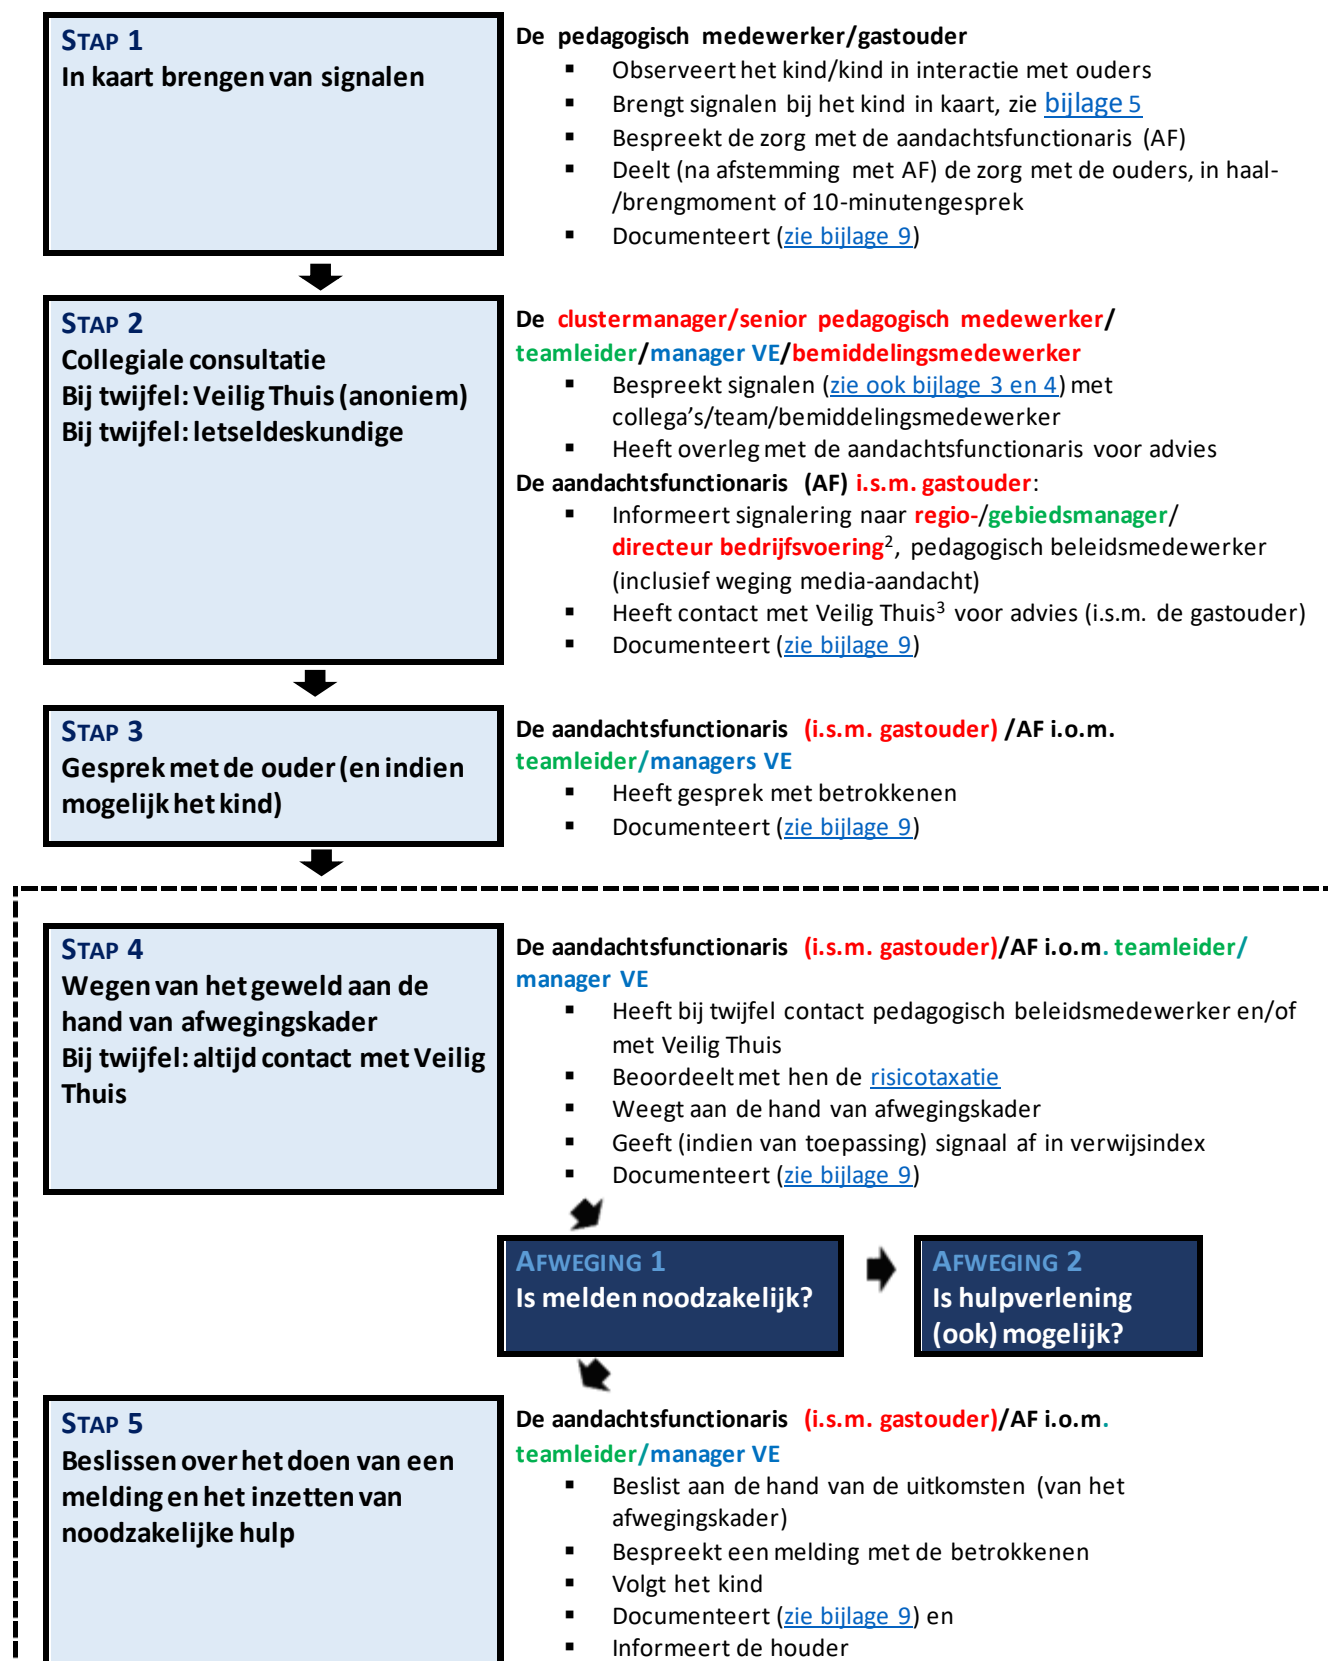 STAP 1
In kaart brengen van signalen
De pedagogisch medewerker/gastouder
▪ Observeert het kind/kind in interactie met ouders
▪ Brengt signalen bij het kind in kaart, zie bijlage 5
▪ Bespreekt de zorg met de aandachtsfunctionaris (AF)
▪ Deelt (na afstemming met AF) de zorg met de ouders, in haal-
/brengmoment of 10-minutengesprek
▪ Documenteert (zie bijlage 9)
STAP 2
Collegiale consultatie
Bij twijfel: Veilig Thuis (anoniem)
Bij twijfel: letseldeskundige
De clustermanager/senior pedagogisch medewerker/
teamleider/manager VE/bemiddelingsmedewerker
▪ Bespreekt signalen (zie ook bijlage 3 en 4) met
collega’s/team/bemiddelingsmedewerker
▪ Heeft overleg met de aandachtsfunctionaris voor advies
De aandachtsfunctionaris (AF) i.s.m. gastouder:
▪ Informeert signalering naar regio-/gebiedsmanager/
directeur bedrijfsvoering², pedagogisch beleidsmedewerker
(inclusief weging media-aandacht)
▪ Heeft contact met Veilig Thuis³ voor advies (i.s.m. de gastouder)
▪ Documenteert (zie bijlage 9)
STAP 3
Gesprek met de ouder (en indien
mogelijk het kind)
De aandachtsfunctionaris (i.s.m. gastouder) /AF i.o.m.
teamleider/managers VE
▪ Heeft gesprek met betrokkenen
▪ Documenteert (zie bijlage 9)
STAP 4
Wegen van het geweld aan de
hand van afwegingskader
Bij twijfel: altijd contact met Veilig
Thuis
De aandachtsfunctionaris (i.s.m. gastouder)/AF i.o.m. teamleider/
manager VE
▪ Heeft bij twijfel contact pedagogisch beleidsmedewerker en/of
met Veilig Thuis
▪ Beoordeelt met hen de risicotaxatie
▪ Weegt aan de hand van afwegingskader
▪ Geeft (indien van toepassing) signaal af in verwijsindex
▪ Documenteert (zie bijlage 9)
AFWEGING 1
Is melden noodzakelijk?
AFWEGING 2
Is hulpverlening
(ook) mogelijk?
STAP 5
Beslissen over het doen van een
melding en het inzetten van
noodzakelijke hulp
De aandachtsfunctionaris (i.s.m. gastouder)/AF i.o.m.
teamleider/manager VE
▪ Beslist aan de hand van de uitkomsten (van het
afwegingskader)
▪ Bespreekt een melding met de betrokkenen
▪ Volgt het kind
▪ Documenteert (zie bijlage 9) en
▪ Informeert de houder